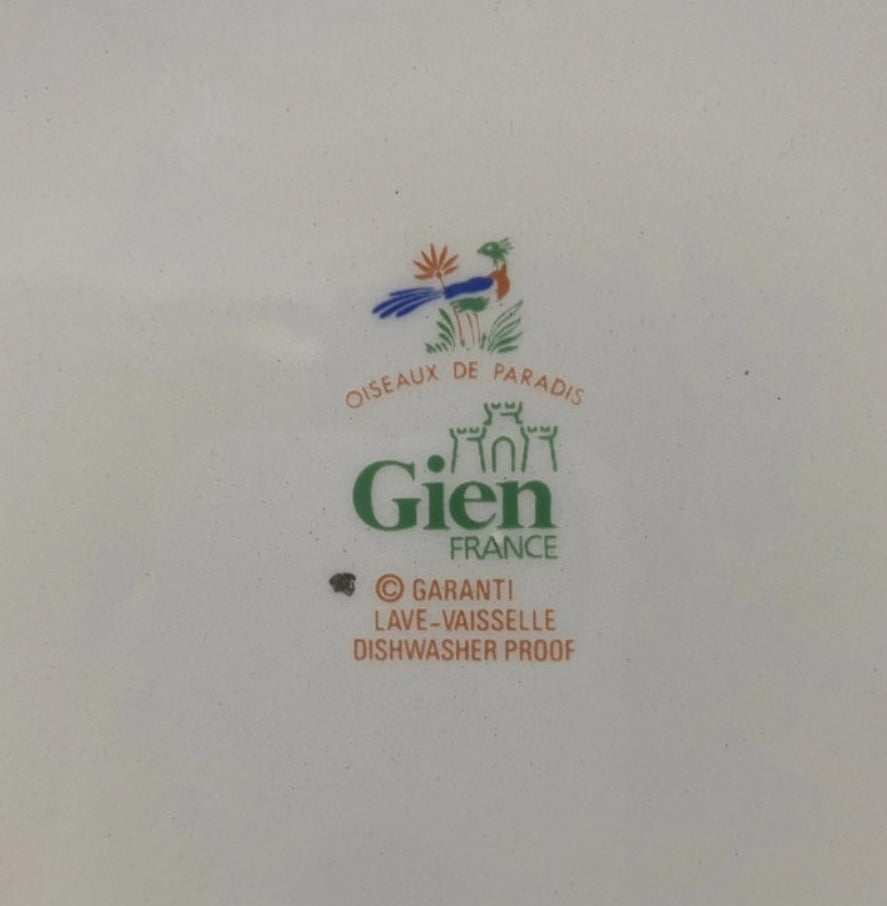 OISEAUX DE PARADIS
Gien
FRANCE
© GARANTI
LAVE-VAISSELLE
DISHWASHER PROOF